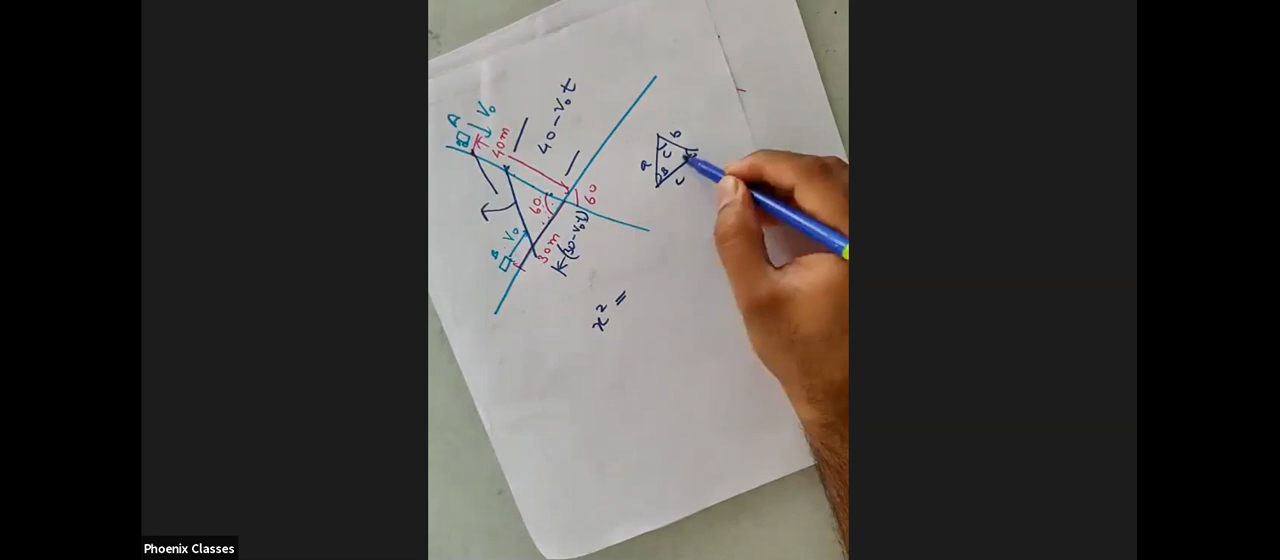 A
V₀
40m
40 - V₀t
60
60
B
V₀
30m
(30-V₀t)
x² =
a
b
c
B
C
Phoenix Classes